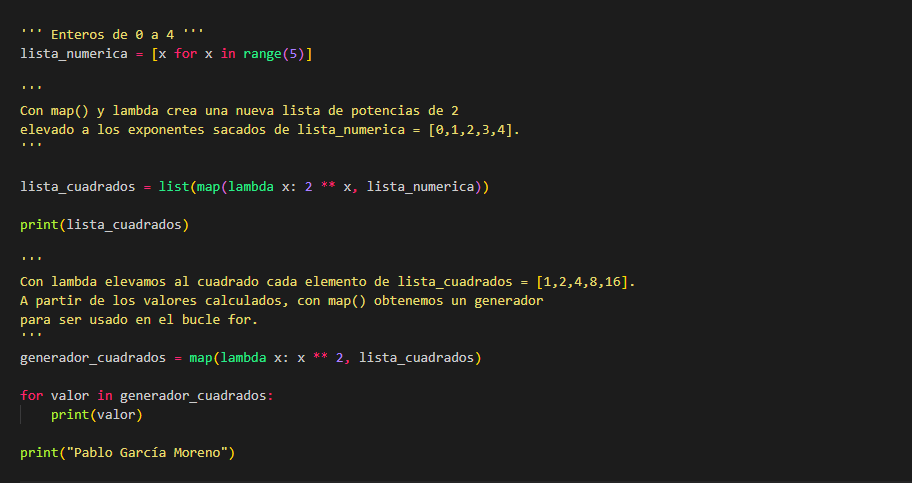 ''' Enteros de 0 a 4 '''
lista_numerica = [x for x in range(5)]
'''
Con map() y lambda crea una nueva lista de potencias de 2
elevado a los exponentes sacados de lista_numerica = [0,1,2,3,4].
'''
lista_cuadrados = list(map(lambda x: 2 ** x, lista_numerica))
print(lista_cuadrados)
'''
Con lambda elevamos al cuadrado cada elemento de lista_cuadrados = [1,2,4,8,16].
A partir de los valores calculados, con map() obtenemos un generador
para ser usado en el bucle for.
'''
generador_cuadrados = map(lambda x: x ** 2, lista_cuadrados)
for valor in generador_cuadrados:
    print(valor)
print("Pablo García Moreno")